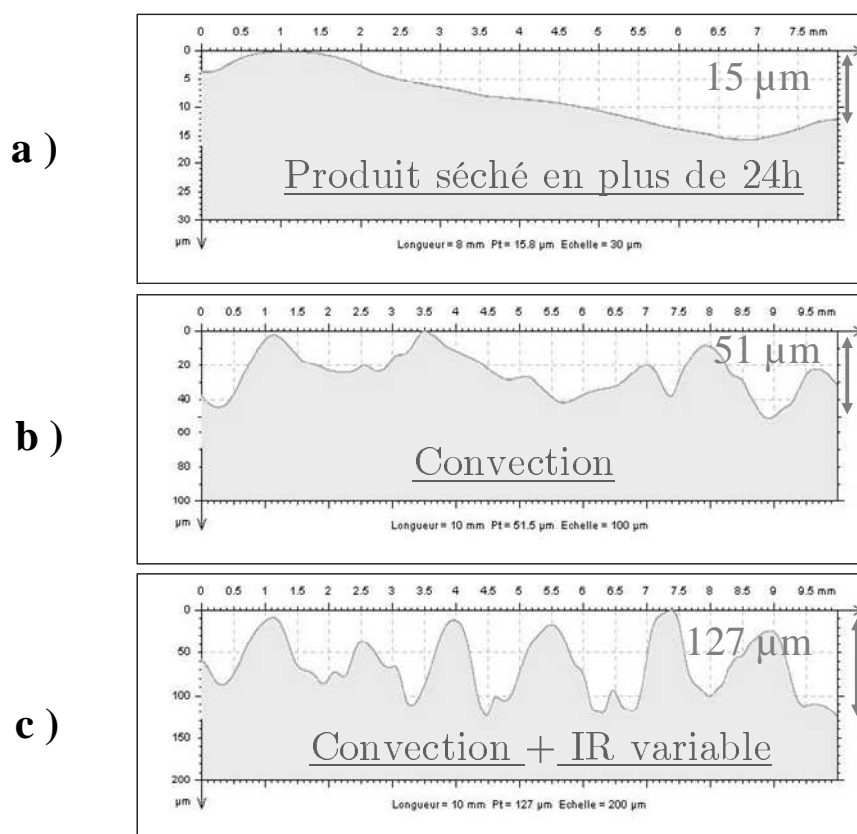 0 0.5 1 1.5 2 2.5 3 3.5 4 4.5 5 5.5 6 6.5 7 7.5 mm
0
5
10
15
20
25
30
µm
15 µm
a )
Produit séché en plus de 24h
Longueur = 8 mm Pt = 15.8 µm Echelle = 30 µm
0 0.5 1 1.5 2 2.5 3 3.5 4 4.5 5 5.5 6 6.5 7 7.5 8 8.5 9 9.5 mm
0
20
40
60
80
100
µm
51 µm
b )
Convection
Longueur = 10 mm Pt = 51.5 µm Echelle = 100 µm
0 0.5 1 1.5 2 2.5 3 3.5 4 4.5 5 5.5 6 6.5 7 7.5 8 8.5 9 9.5 mm
0
50
100
150
200
µm
127 µm
c )
Convection + IR variable
Longueur = 10 mm Pt = 127 µm Echelle = 200 µm